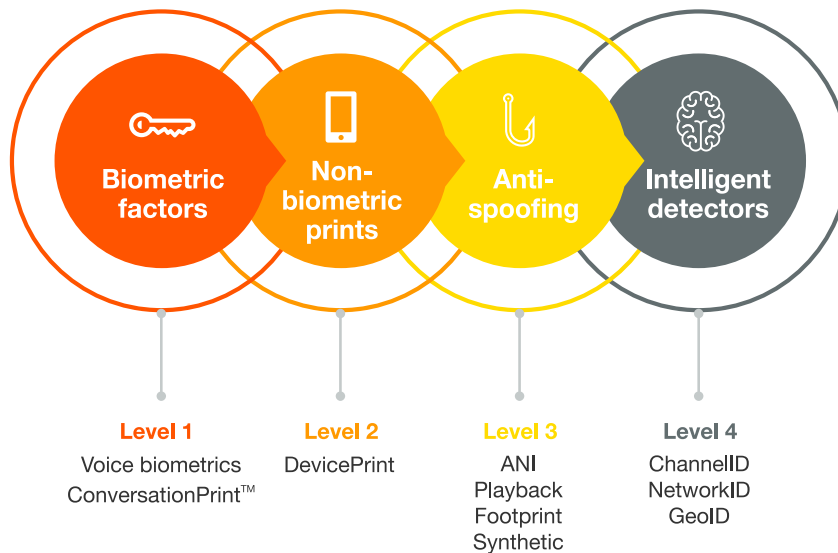 Biometric
factors
Non-
biometric
prints
Anti-
spoofing
Intelligent
detectors
Level 1
Voice biometrics
ConversationPrint™
Level 2
DevicePrint
Level 3
ANI
Playback
Footprint
Synthetic
Level 4
ChannelID
NetworkID
GeoID